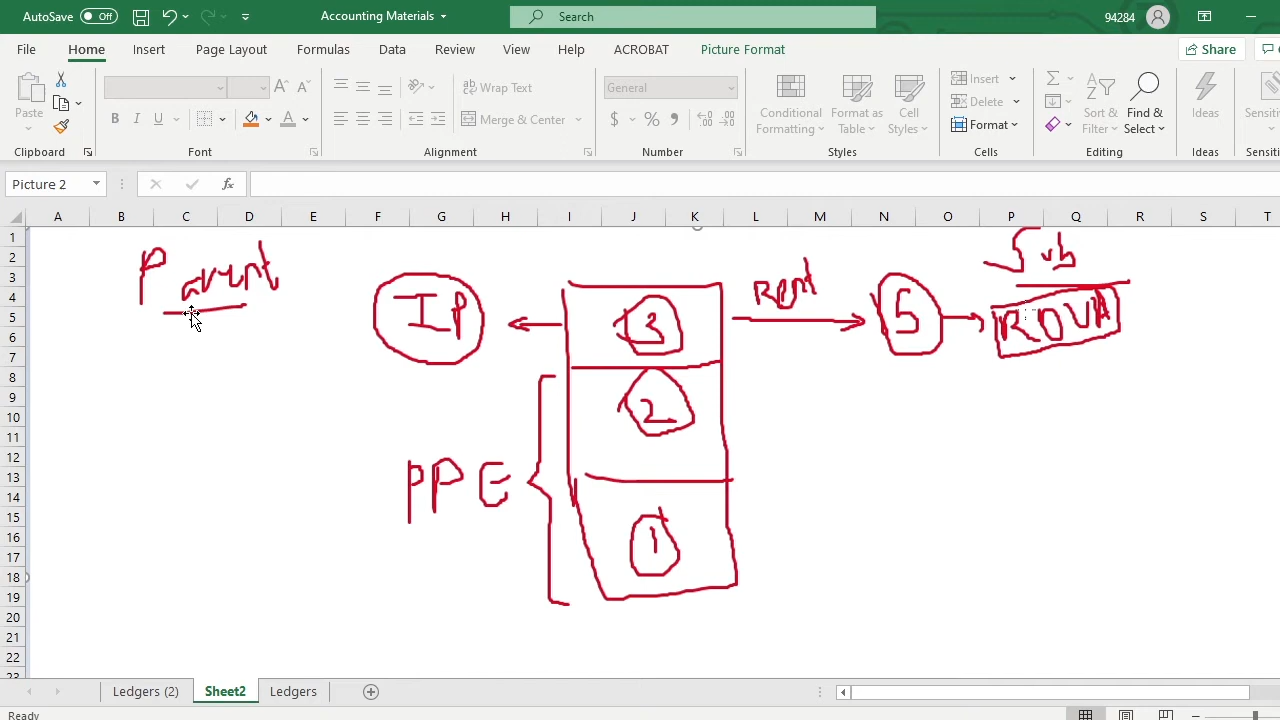 AutoSave Off Accounting Materials Search 94284
File Home Insert Page Layout Formulas Data Review View Help ACROBAT Picture Format Share
Paste Wrap Text General Conditional Formatting Format as Table Cell Styles Insert Sort & Filter Find & Select Ideas
Merge & Center $ % Delete
Format
Clipboard Font Alignment Number Styles Cells Editing Ideas
Picture 2 fx
A B C D E F G H I J K L M N O P Q R S T
1
2
3
4
5
6
7
8
9
10
11
12
13
14
15
16
17
18
19
20
21
22
23
Parent
IP
3
Rent
S
Sub
ROUA
2
PPE
1
Ledgers (2) Sheet2 Ledgers